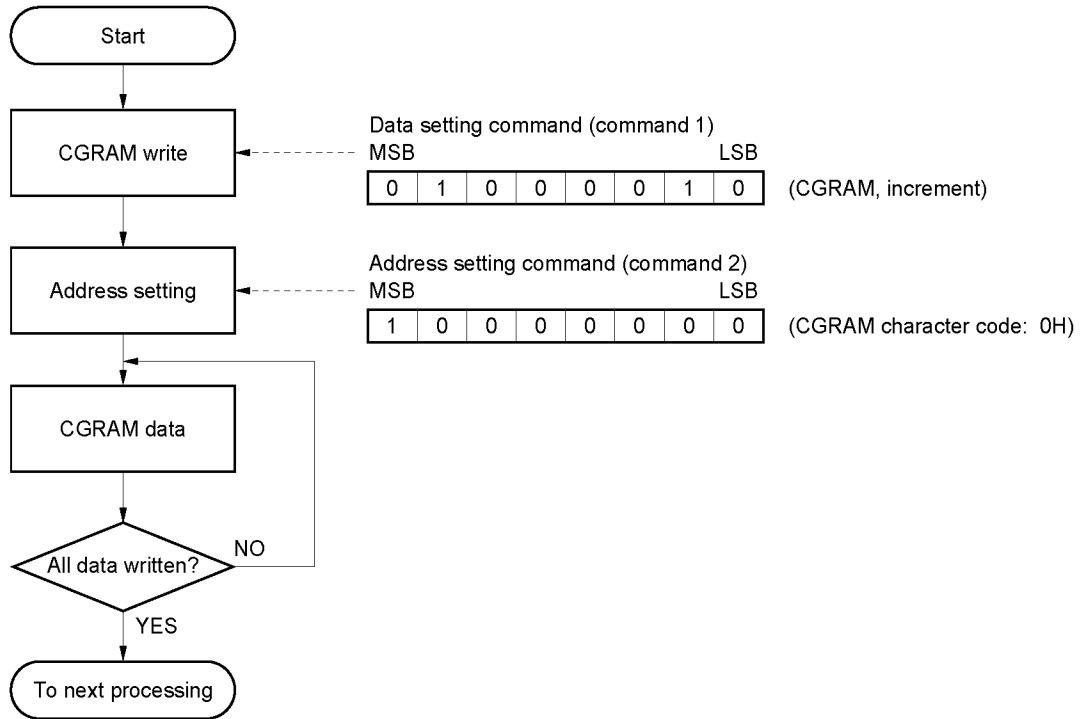 Start
CGRAM write
Data setting command (command 1)
MSB LSB
0 1 0 0 0 0 1 0 (CGRAM, increment)
Address setting
Address setting command (command 2)
MSB LSB
1 0 0 0 0 0 0 0 (CGRAM character code: 0H)
CGRAM data
All data written?
NO
YES
To next processing